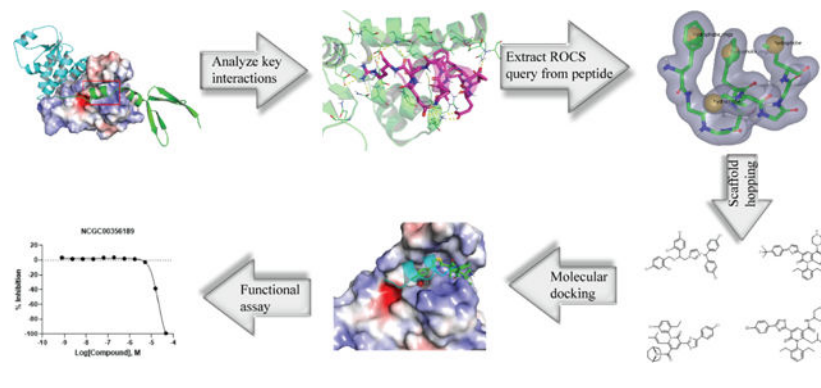 Analyze key
interactions
Extract ROCS
query from peptide
Scaffold
hopping
Molecular
docking
Functional
assay
NCGC00356189
% Inhibition
20
0
-20
-40
-60
-80
-100
-10 -9 -8 -7 -6 -5 -4
Log[Compound], M